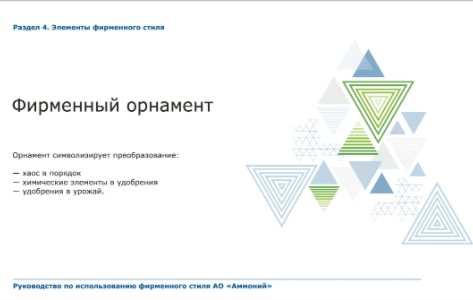 Раздел 4. Элементы фирменного стиля
Фирменный орнамент
Орнамент символизирует преобразование:
— хаос в порядок
— химические элементы в удобрения
— удобрения в урожай.
Руководство по использованию фирменного стиля АО «Аммоний»